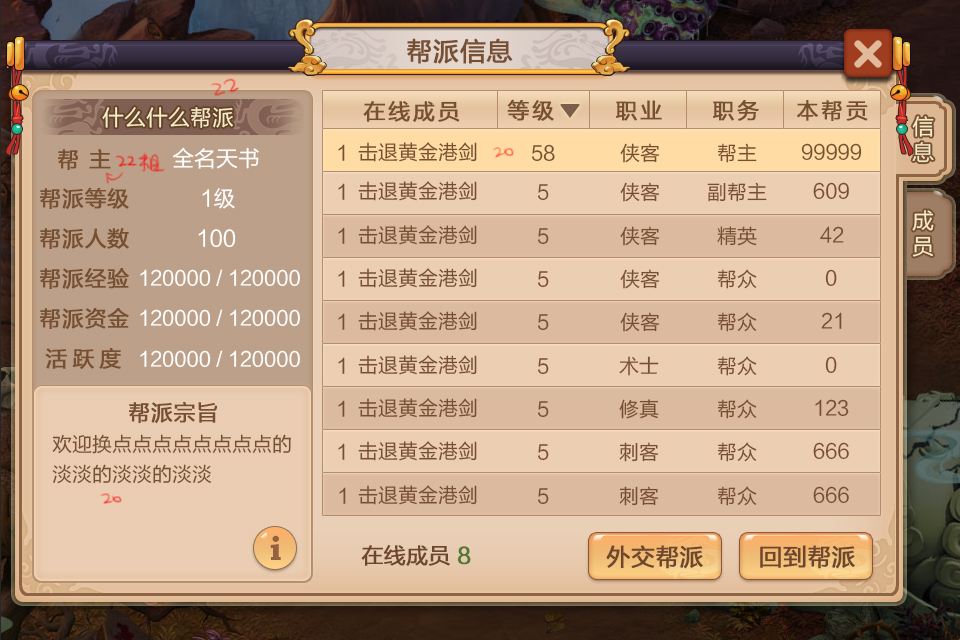 帮派信息
什么什么帮派
22
帮主 全名天书
22粗
帮派等级 1级
帮派人数 100
帮派经验 120000 / 120000
帮派资金 120000 / 120000
活跃度 120000 / 120000
帮派宗旨
欢迎换点点点点点点点点的
淡淡的淡淡的淡淡
20
在线成员 等级 职业 职务 本帮贡
1 击退黄金港剑 20 58 侠客 帮主 99999
1 击退黄金港剑 5 侠客 副帮主 609
1 击退黄金港剑 5 侠客 精英 42
1 击退黄金港剑 5 侠客 帮众 0
1 击退黄金港剑 5 侠客 帮众 21
1 击退黄金港剑 5 术士 帮众 0
1 击退黄金港剑 5 修真 帮众 123
1 击退黄金港剑 5 刺客 帮众 666
1 击退黄金港剑 5 刺客 帮众 666
在线成员 8
外交帮派
回到帮派
信息
成员